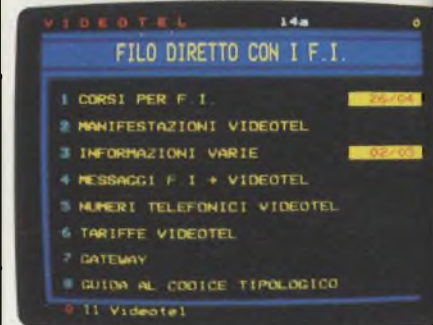 VIDEOTEL 14a 0
FILO DIRETTO CON I F.I.
1 CORSI PER F.I. 26/04
2 MANIFESTAZIONI VIDEOTEL
3 INFORMAZIONI VARIE 02/05
4 MESSAGGI F.I → VIDEOTEL
5 NUMERI TELEFONICI VIDEOTEL
6 TARIFFE VIDEOTEL
7 GATEWAY
8 GUIDA AL CODICE TIPOLOGICO
0 Il Videotel